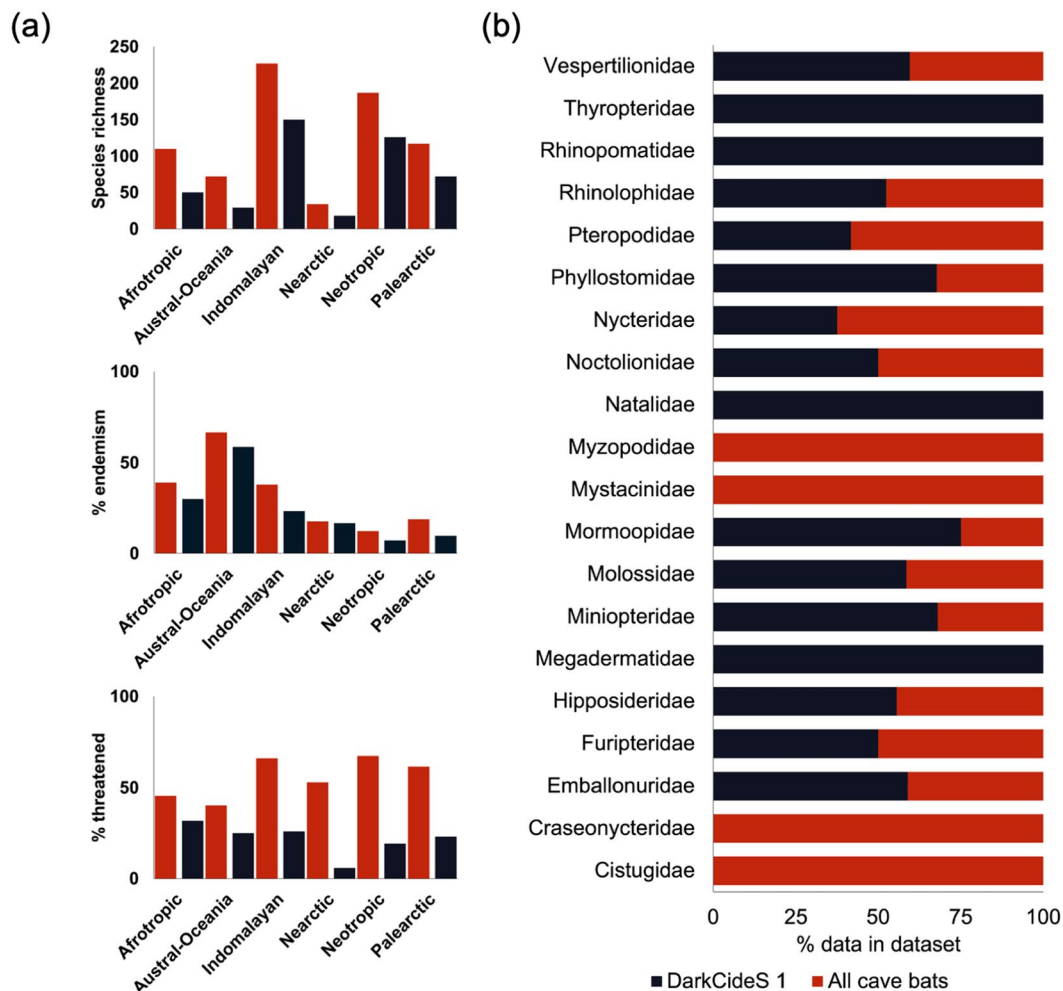 (a)
Species richness
250
200
150
100
50
0
Afrotropic
Austral-Oceania
Indomalayan
Nearctic
Neotropic
Palearctic
% endemism
100
50
0
Afrotropic
Austral-Oceania
Indomalayan
Nearctic
Neotropic
Palearctic
% threatened
100
50
0
Afrotropic
Austral-Oceania
Indomalayan
Nearctic
Neotropic
Palearctic
(b)
Vespertilionidae
Thyropteridae
Rhinopomatidae
Rhinolophidae
Pteropodidae
Phyllostomidae
Nycteridae
Noctolionidae
Natalidae
Myzopodidae
Mystacinidae
Mormoopidae
Molossidae
Miniopteridae
Megadermatidae
Hipposideridae
Furipteridae
Emballonuridae
Craseonycteridae
Cistugidae
0 25 50 75 100
% data in dataset
DarkCideS 1 All cave bats